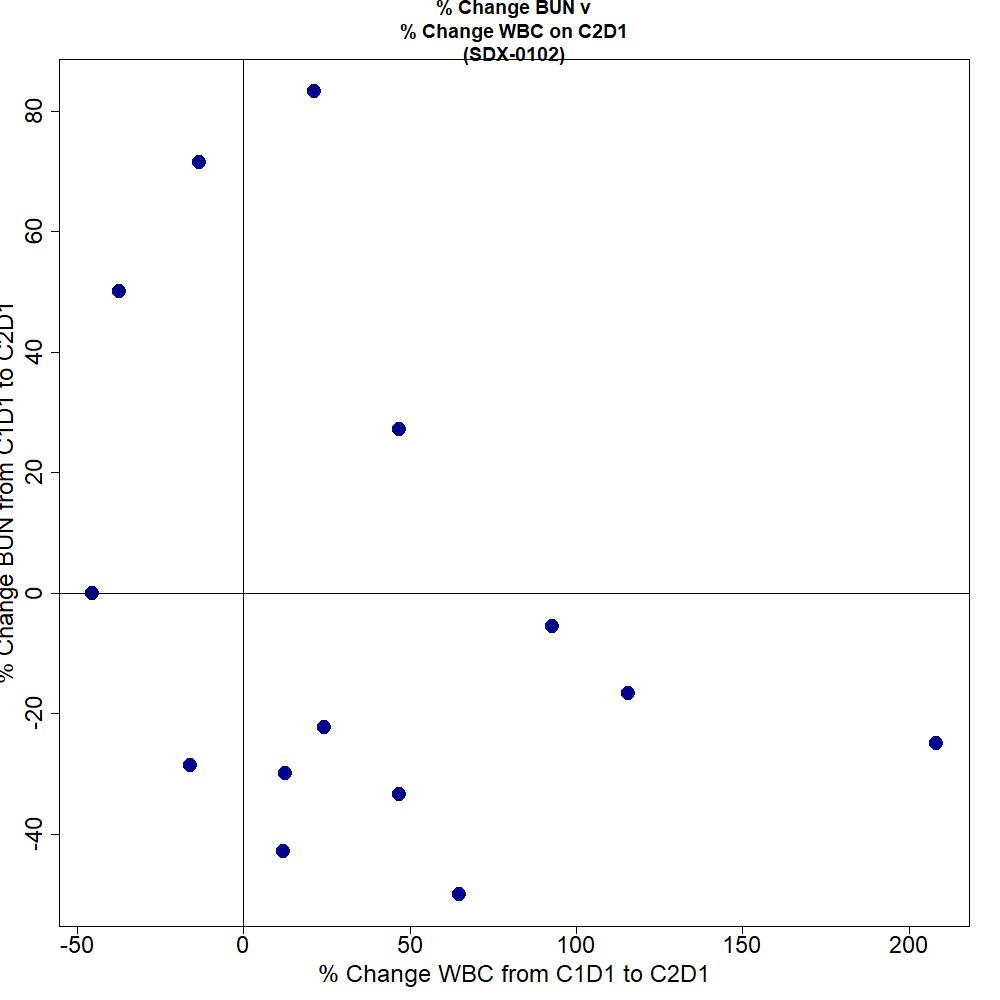 % Change BUN v
% Change WBC on C2D1
(SDX-0102)
% Change BUN from C1D1 to C2D1
80
60
40
20
0
-20
-40
-50
0
50
100
150
200
% Change WBC from C1D1 to C2D1